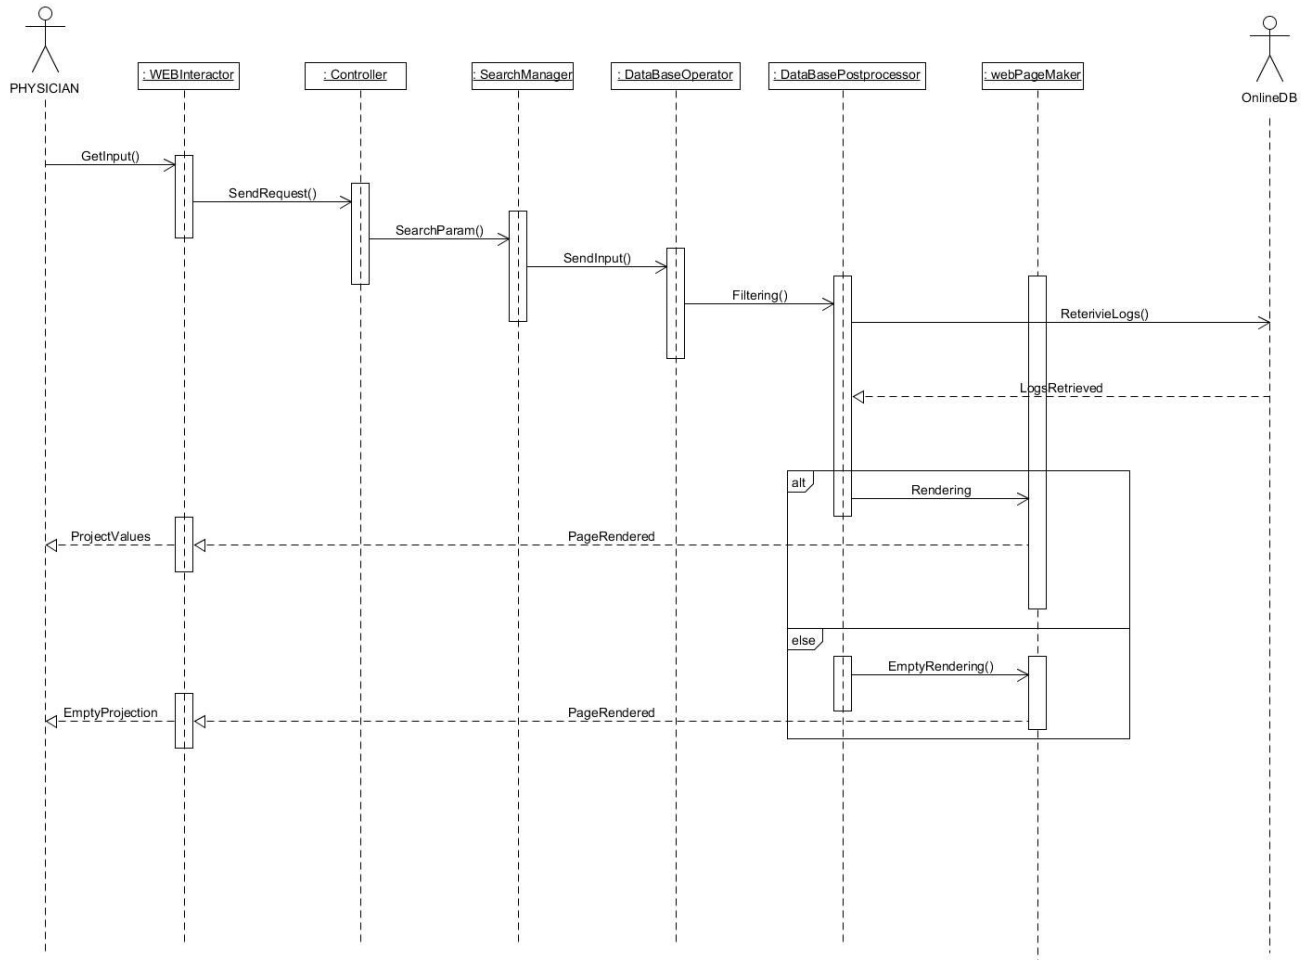 PHYSICIAN
: WEBInteractor
: Controller
: SearchManager
: DataBaseOperator
: DataBasePostprocessor
: webPageMaker
OnlineDB
GetInput()
SendRequest()
SearchParam()
SendInput()
Filtering()
ReterivieLogs()
LogsRetrieved
alt
Rendering
ProjectValues
PageRendered
else
EmptyRendering()
EmptyProjection
PageRendered